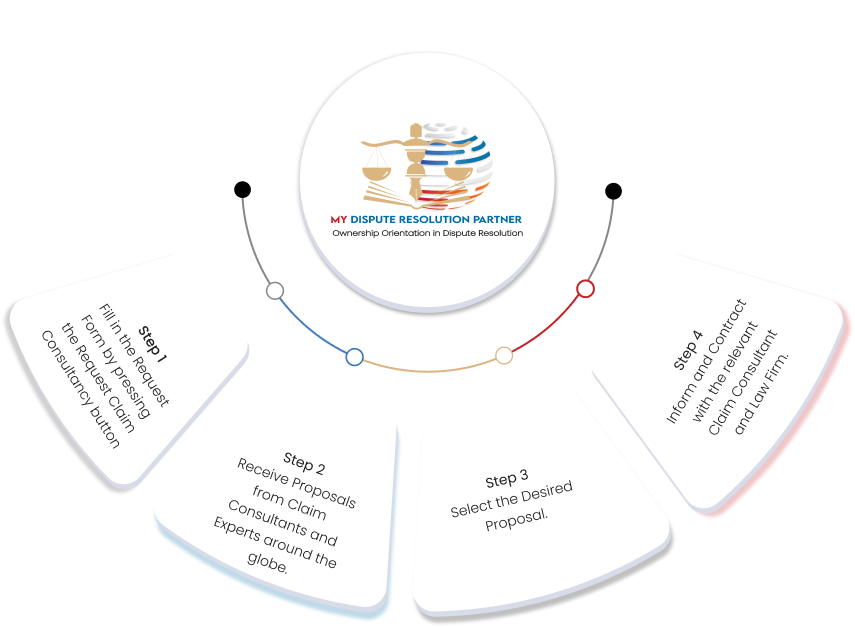 MY DISPUTE RESOLUTION PARTNER
Ownership Orientation in Dispute Resolution
Step 1
Fill in the Request
Form by pressing
the Request Claim
Consultancy button
Step 2
Receive Proposals
from Claim
Consultants and
Experts around the
globe.
Step 3
Select the Desired
Proposal.
Step 4
Inform and Contract
with the relevant
Claim Consultant
and Law Firm.